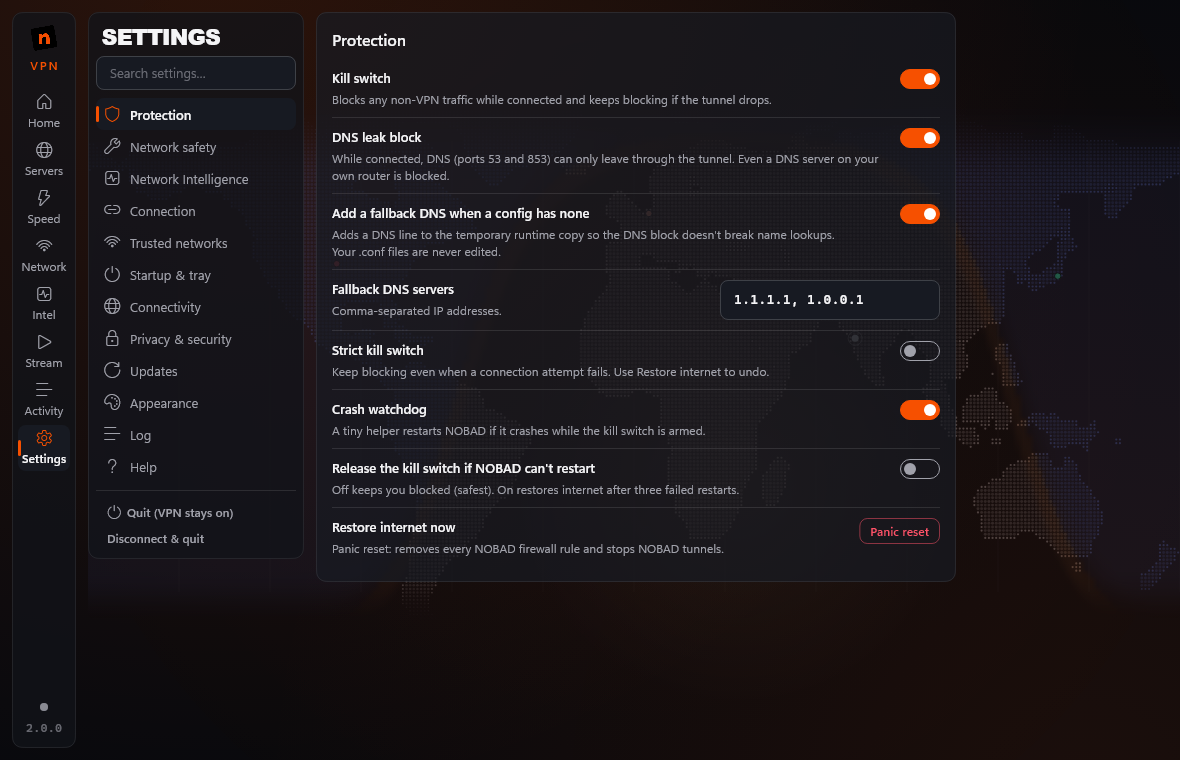 n
VPN
Home
Servers
Speed
Network
Intel
Stream
Activity
Settings
2.0.0
SETTINGS
Search settings...
Protection
Network safety
Network Intelligence
Connection
Trusted networks
Startup & tray
Connectivity
Privacy & security
Updates
Appearance
Log
Help
Quit (VPN stays on)
Disconnect & quit
Protection
Kill switch
Blocks any non-VPN traffic while connected and keeps blocking if the tunnel drops.
DNS leak block
While connected, DNS (ports 53 and 853) can only leave through the tunnel. Even a DNS server on your
own router is blocked.
Add a fallback DNS when a config has none
Adds a DNS line to the temporary runtime copy so the DNS block doesn't break name lookups.
Your .conf files are never edited.
Fallback DNS servers
Comma-separated IP addresses.
1.1.1.1, 1.0.0.1
Strict kill switch
Keep blocking even when a connection attempt fails. Use Restore internet to undo.
Crash watchdog
A tiny helper restarts NOBAD if it crashes while the kill switch is armed.
Release the kill switch if NOBAD can't restart
Off keeps you blocked (safest). On restores internet after three failed restarts.
Restore internet now
Panic reset: removes every NOBAD firewall rule and stops NOBAD tunnels.
Panic reset